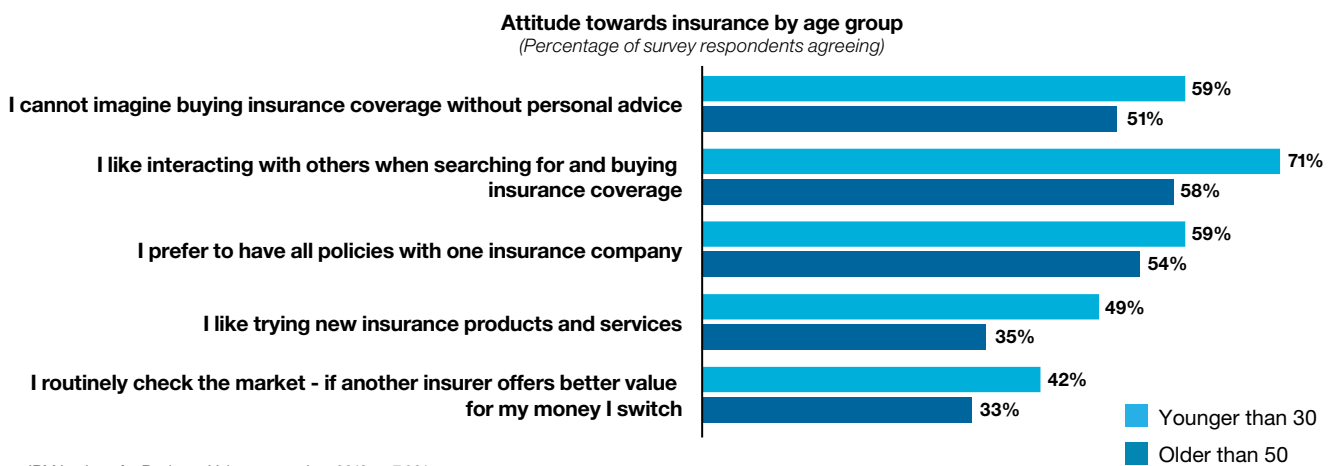 Attitude towards insurance by age group
(Percentage of survey respondents agreeing)
I cannot imagine buying insurance coverage without personal advice
59%
51%
I like interacting with others when searching for and buying
insurance coverage
71%
58%
I prefer to have all policies with one insurance company
59%
54%
I like trying new insurance products and services
49%
35%
I routinely check the market - if another insurer offers better value
for my money I switch
42%
33%
Younger than 30
Older than 50